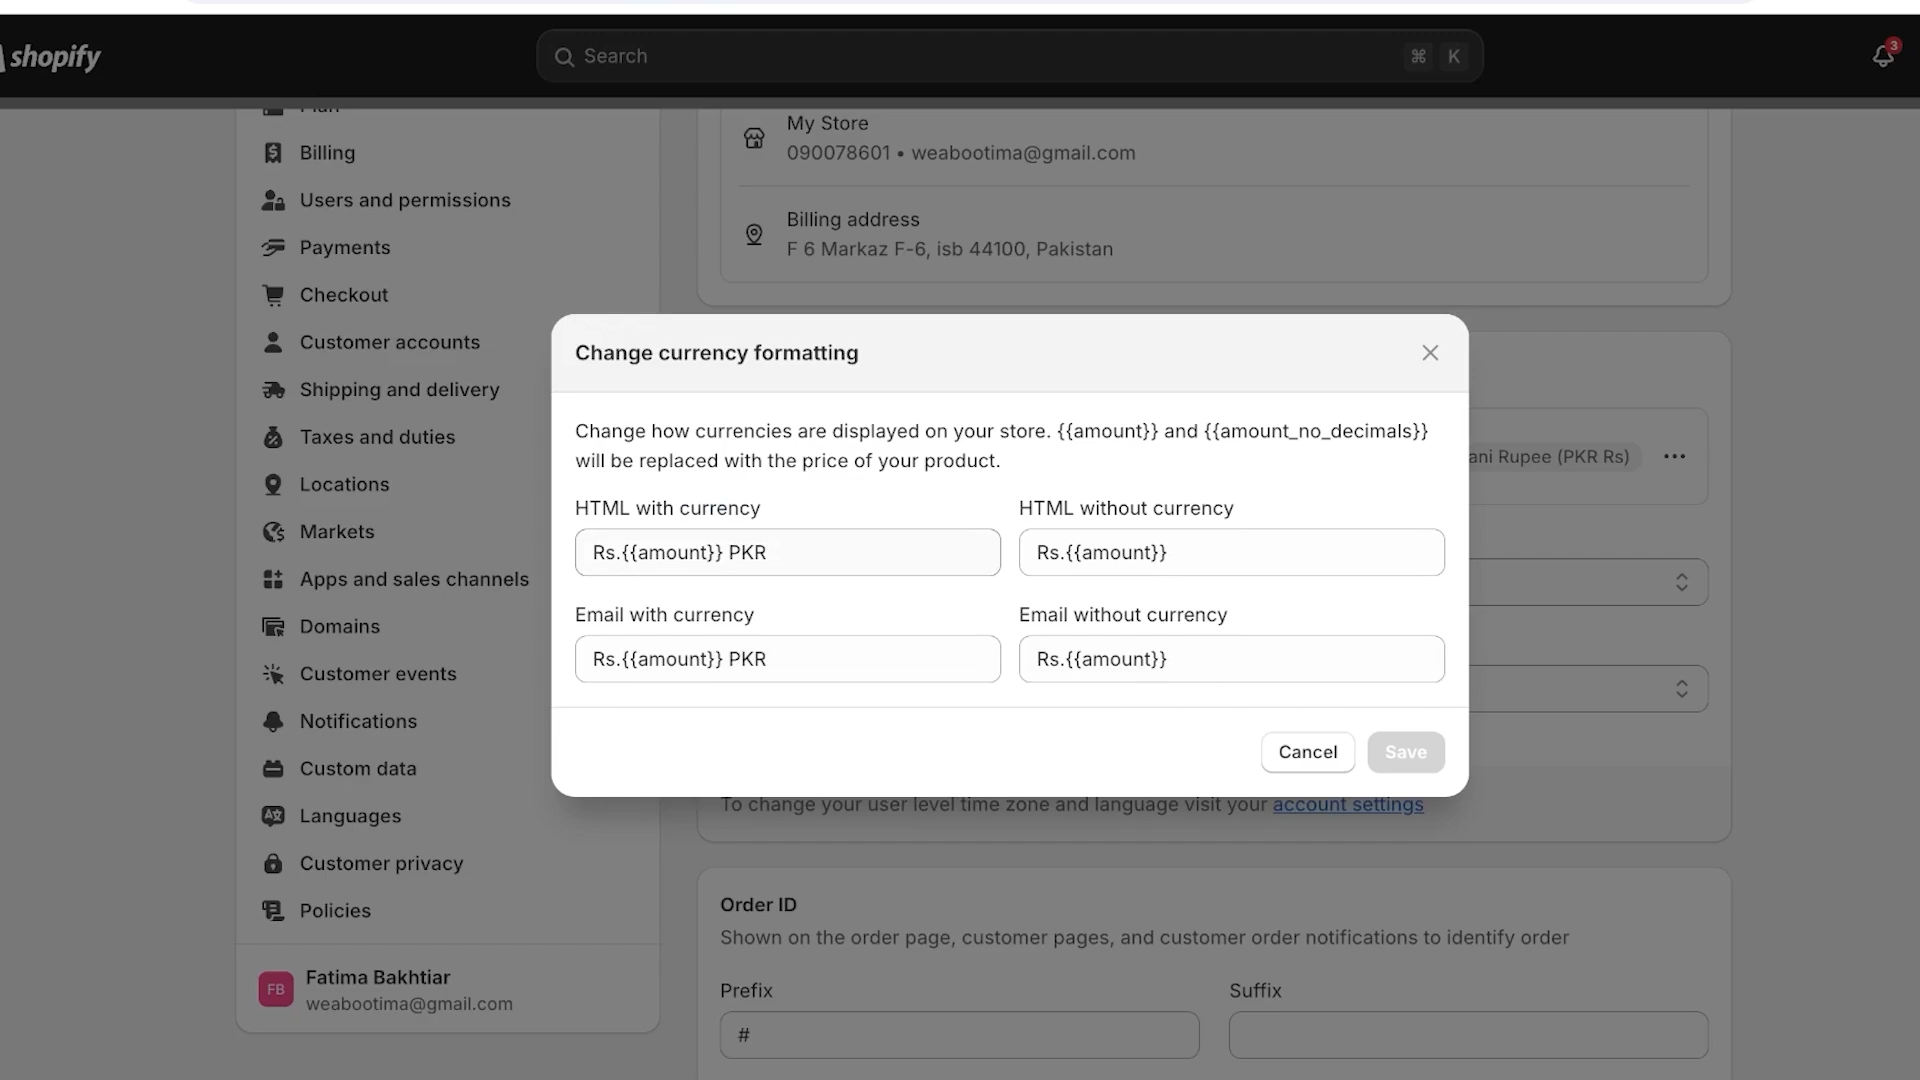 shopify
Search
⌘ K
3
Plan
Billing
Users and permissions
Payments
Checkout
Customer accounts
Shipping and delivery
Taxes and duties
Locations
Markets
Apps and sales channels
Domains
Customer events
Notifications
Custom data
Languages
Customer privacy
Policies
FB
Fatima Bakhtiar
weabootima@gmail.com
My Store
090078601 • weabootima@gmail.com
Billing address
F 6 Markaz F-6, isb 44100, Pakistan
Change currency formatting
Change how currencies are displayed on your store. {{amount}} and {{amount_no_decimals}}
will be replaced with the price of your product.
HTML with currency
Rs.{{amount}} PKR
HTML without currency
Rs.{{amount}}
Email with currency
Rs.{{amount}} PKR
Email without currency
Rs.{{amount}}
Cancel
Save
ani Rupee (PKR Rs)
To change your user level time zone and language visit your account settings
Order ID
Shown on the order page, customer pages, and customer order notifications to identify order
Prefix
#
Suffix